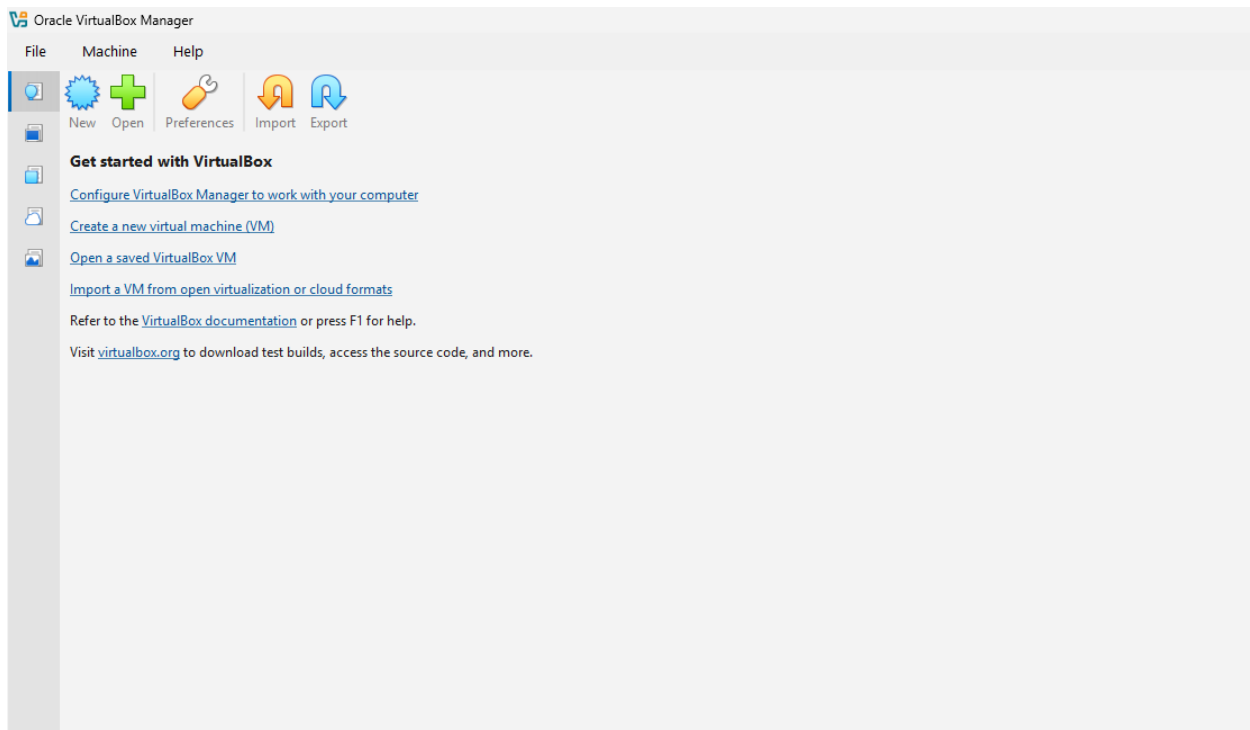 Oracle VirtualBox Manager
File Machine Help
New Open Preferences Import Export
Get started with VirtualBox
Configure VirtualBox Manager to work with your computer
Create a new virtual machine (VM)
Open a saved VirtualBox VM
Import a VM from open virtualization or cloud formats
Refer to the VirtualBox documentation or press F1 for help.
Visit virtualbox.org to download test builds, access the source code, and more.